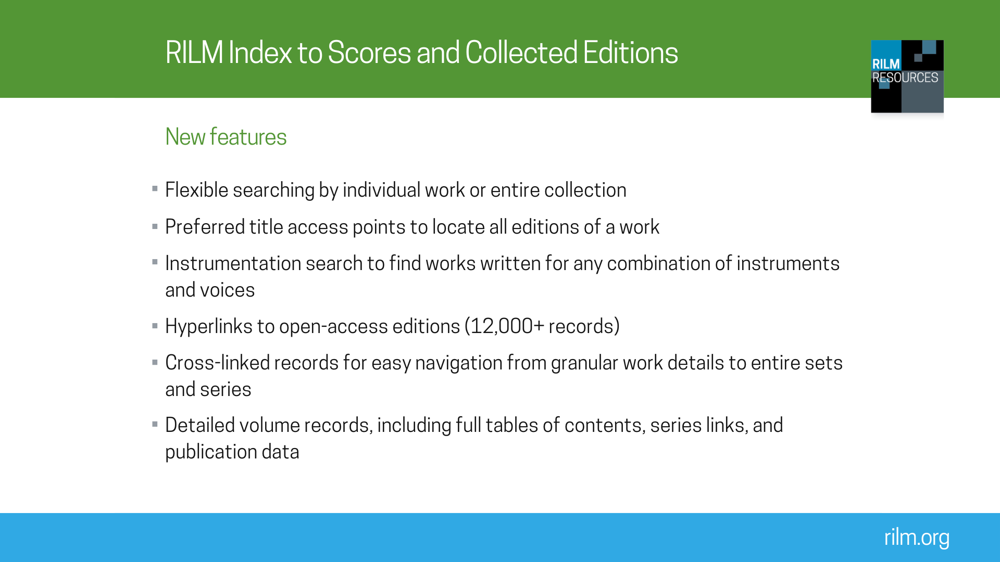 RILM Index to Scores and Collected Editions
RILM
RESOURCES
New features
▪ Flexible searching by individual work or entire collection
▪ Preferred title access points to locate all editions of a work
▪ Instrumentation search to find works written for any combination of instruments
and voices
▪ Hyperlinks to open-access editions (12,000+ records)
▪ Cross-linked records for easy navigation from granular work details to entire sets
and series
▪ Detailed volume records, including full tables of contents, series links, and
publication data
rilm.org